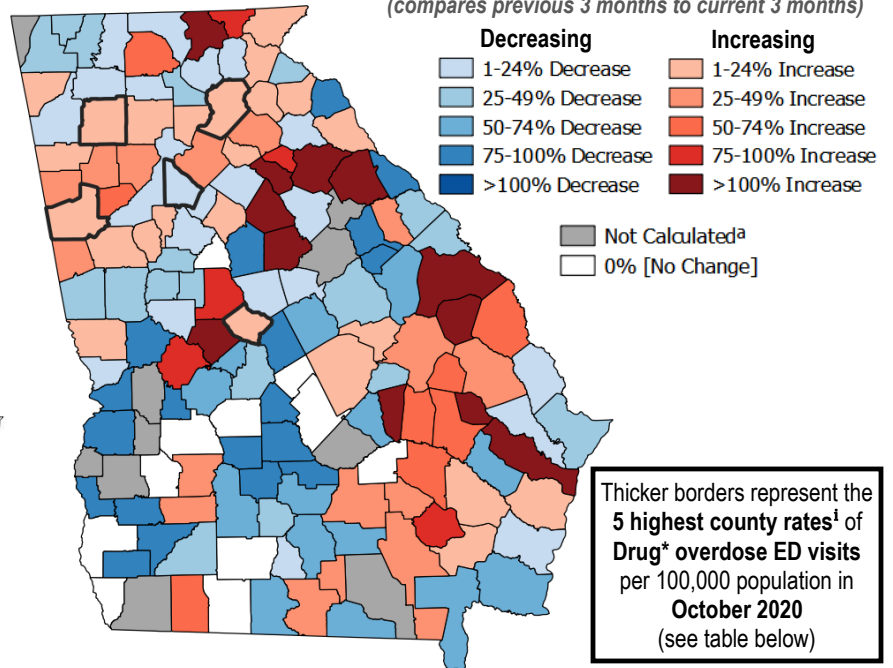 (compares previous 3 months to current 3 months)
Decreasing
Increasing
1-24% Decrease
1-24% Increase
25-49% Decrease
25-49% Increase
50-74% Decrease
50-74% Increase
75-100% Decrease
75-100% Increase
>100% Decrease
>100% Increase
Not Calculatedª
0% [No Change]
Thicker borders represent the
5 highest county ratesⁱ of
Drug* overdose ED visits
per 100,000 population in
October 2020
(see table below)